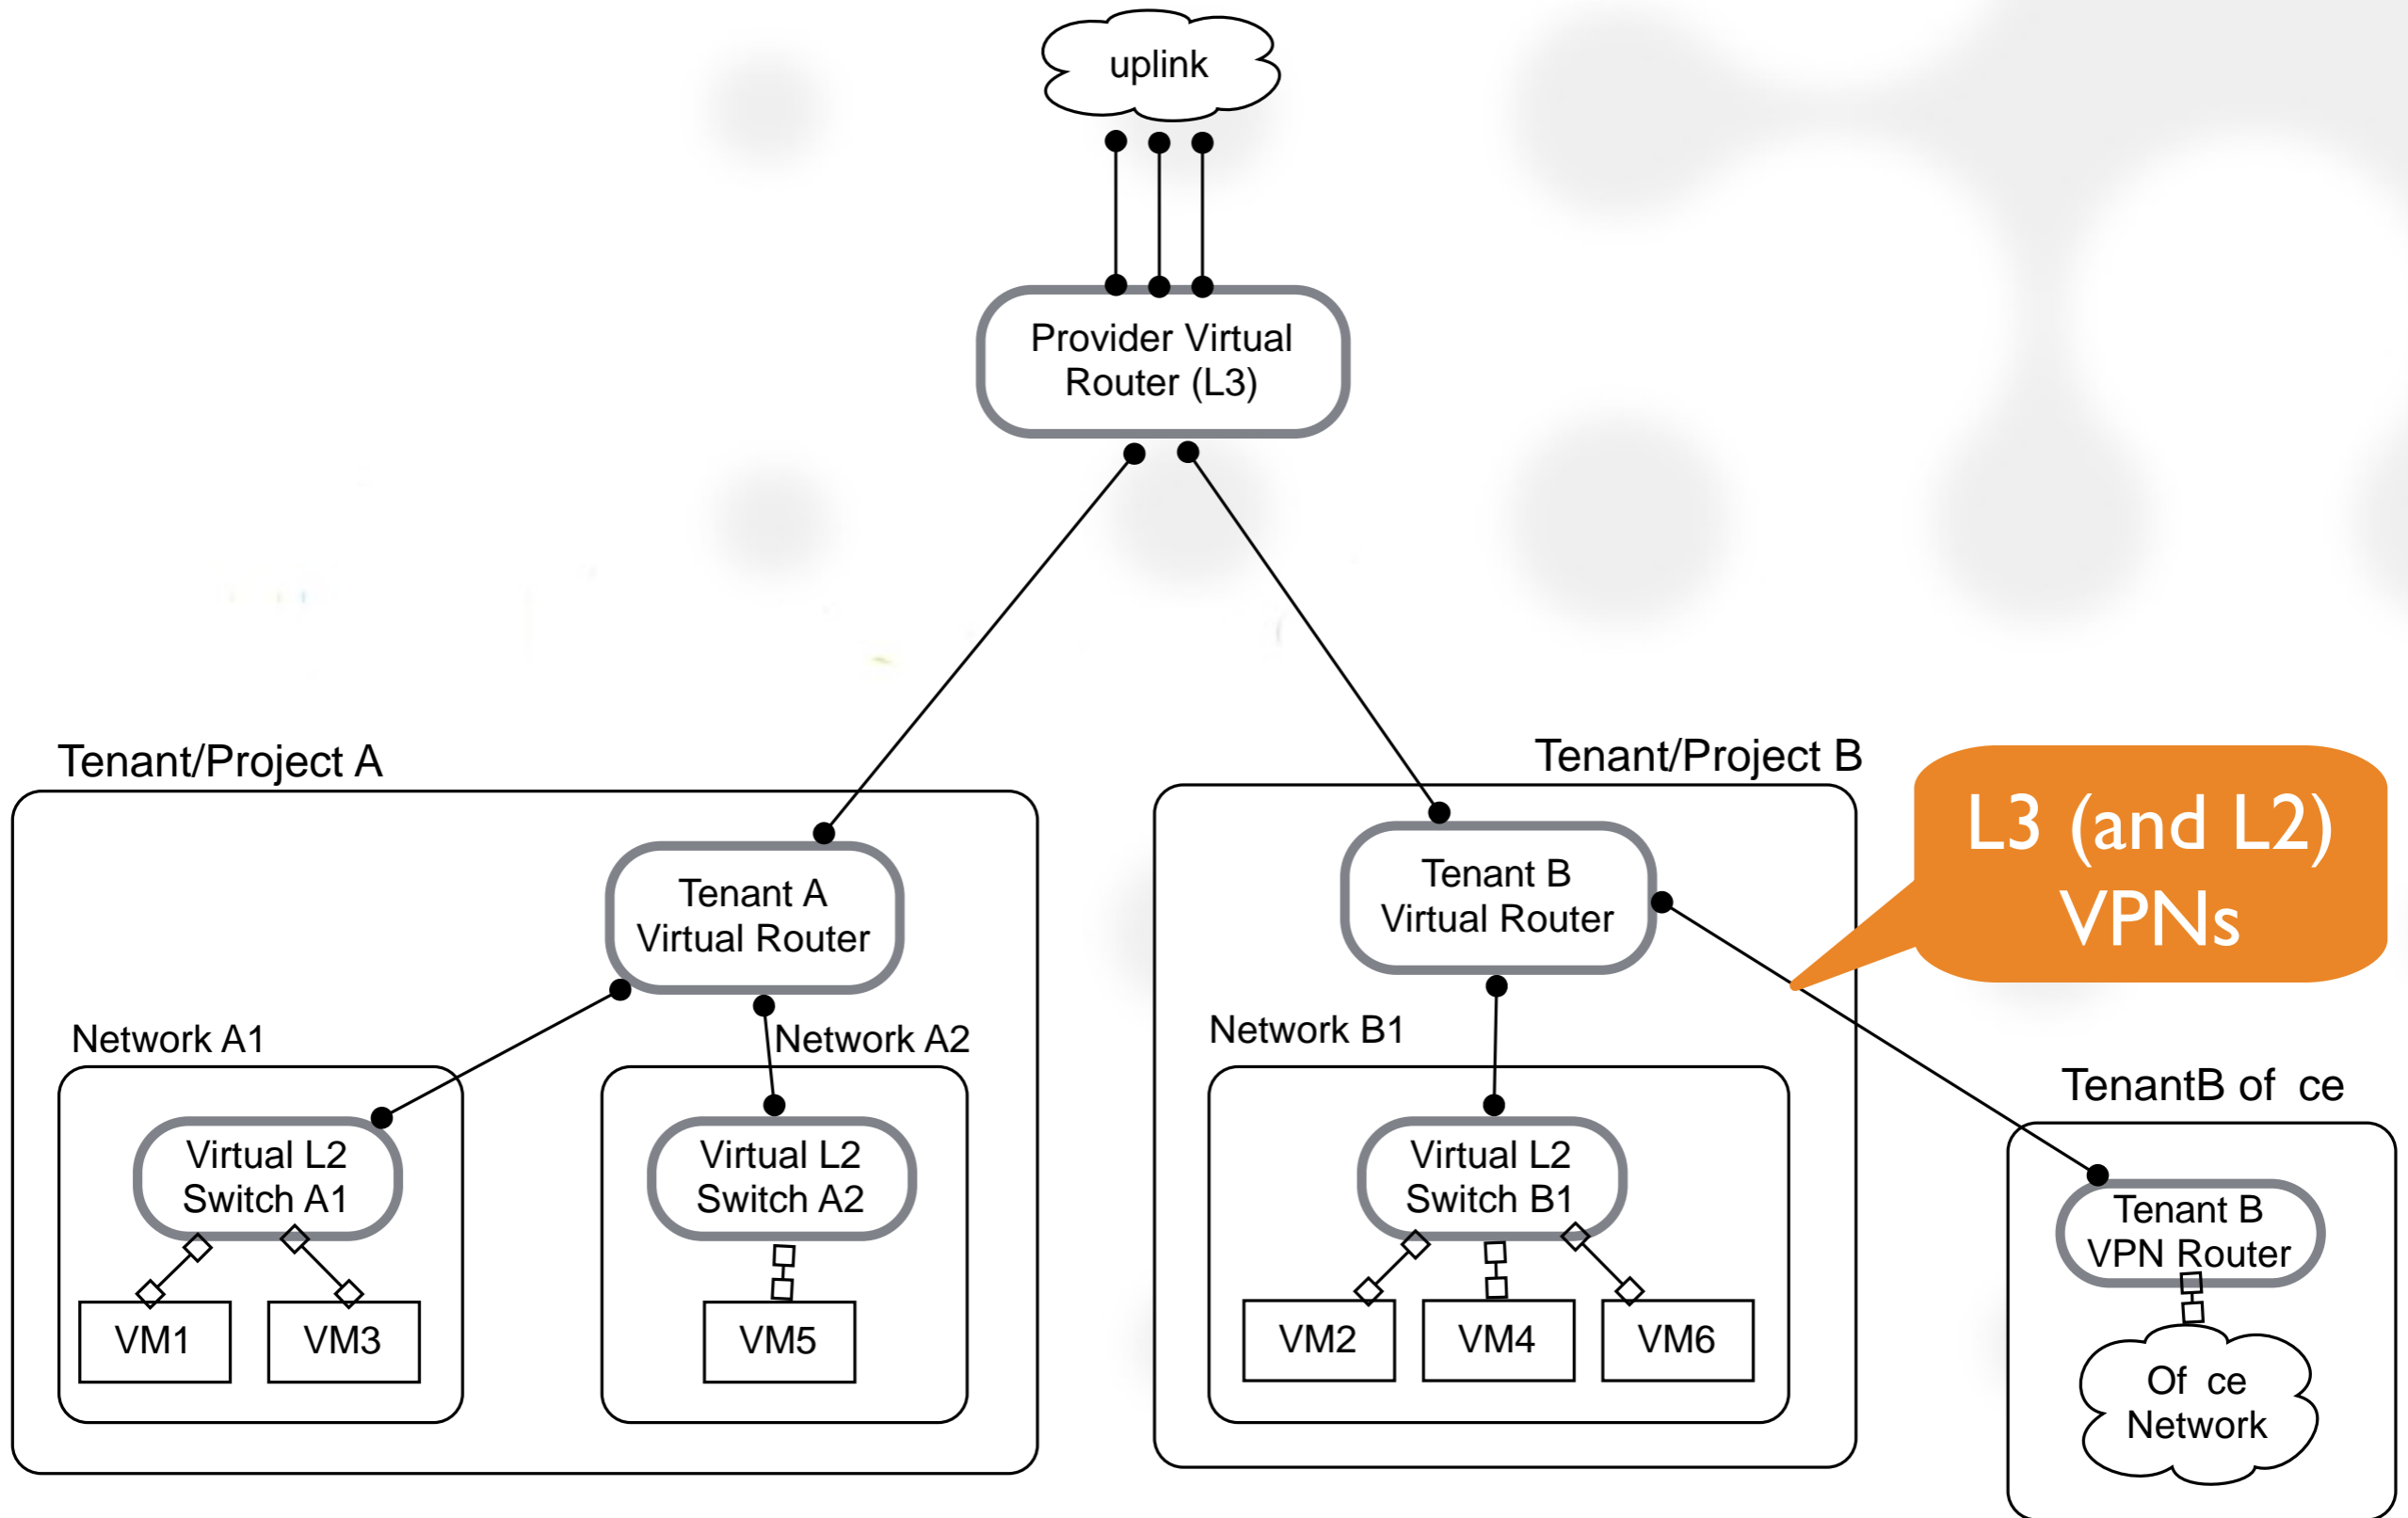 uplink
Provider Virtual
Router (L3)
Tenant/Project A
Tenant/Project B
L3 (and L2)
VPNs
Tenant A
Virtual Router
Tenant B
Virtual Router
Network A1
Network A2
Network B1
TenantB of ce
Virtual L2
Switch A1
Virtual L2
Switch A2
Virtual L2
Switch B1
Tenant B
VPN Router
VM1
VM3
VM5
VM2
VM4
VM6
Of ce
Network